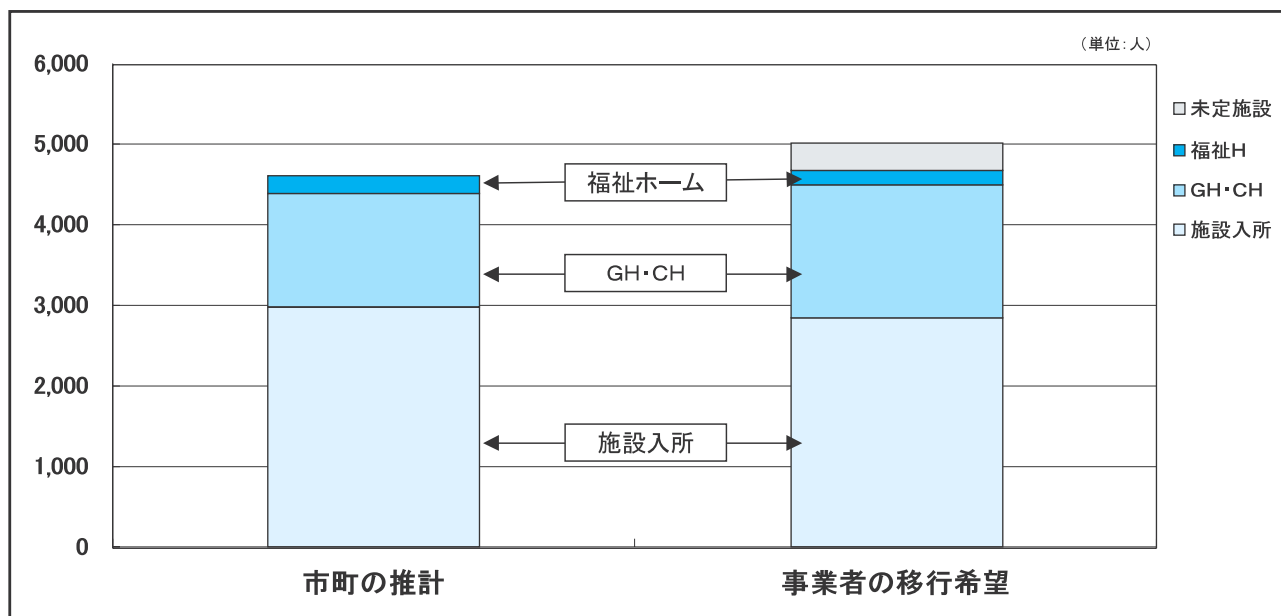 (単位:人)
6,000
5,000
4,000
3,000
2,000
1,000
0
福祉ホーム
GH・CH
施設入所
未定施設
福祉H
GH・CH
施設入所
市町の推計
事業者の移行希望